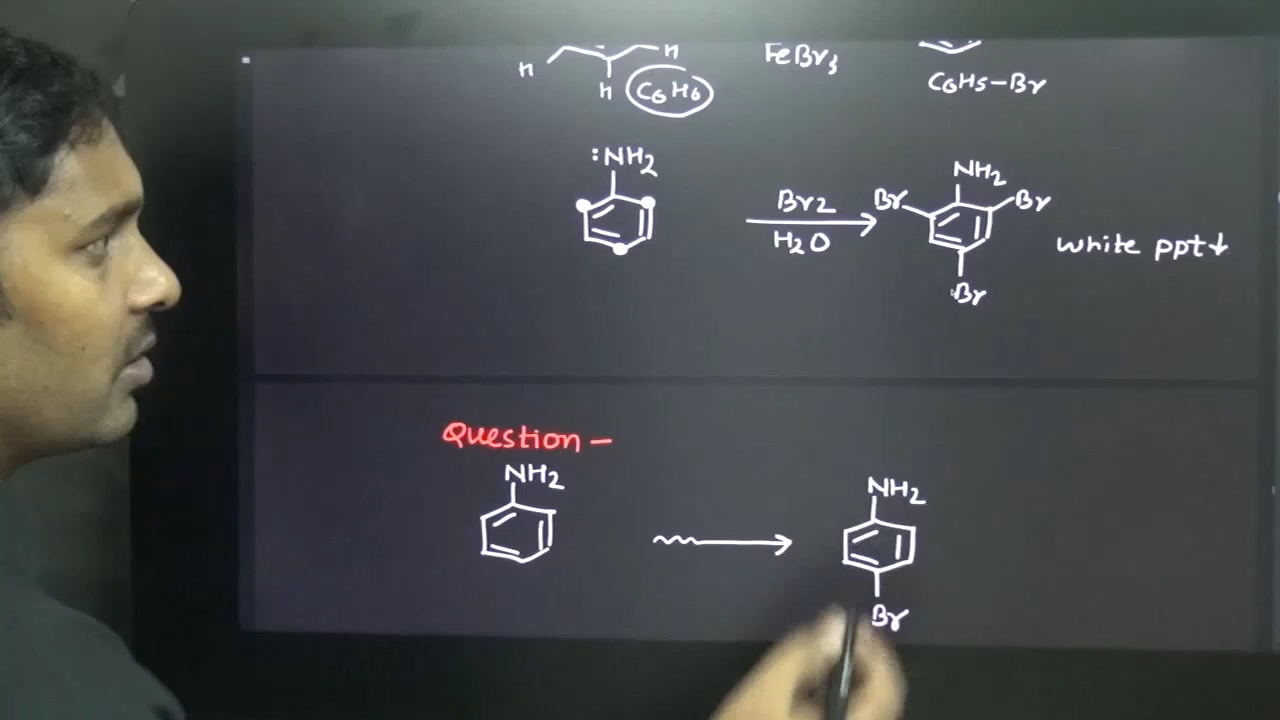 H H FeBr3
H C6H6 C6H5-Br
:NH2 NH2
Br2 Br Br
H2O white ppt↓
Br
Question -
NH2 NH2
Br